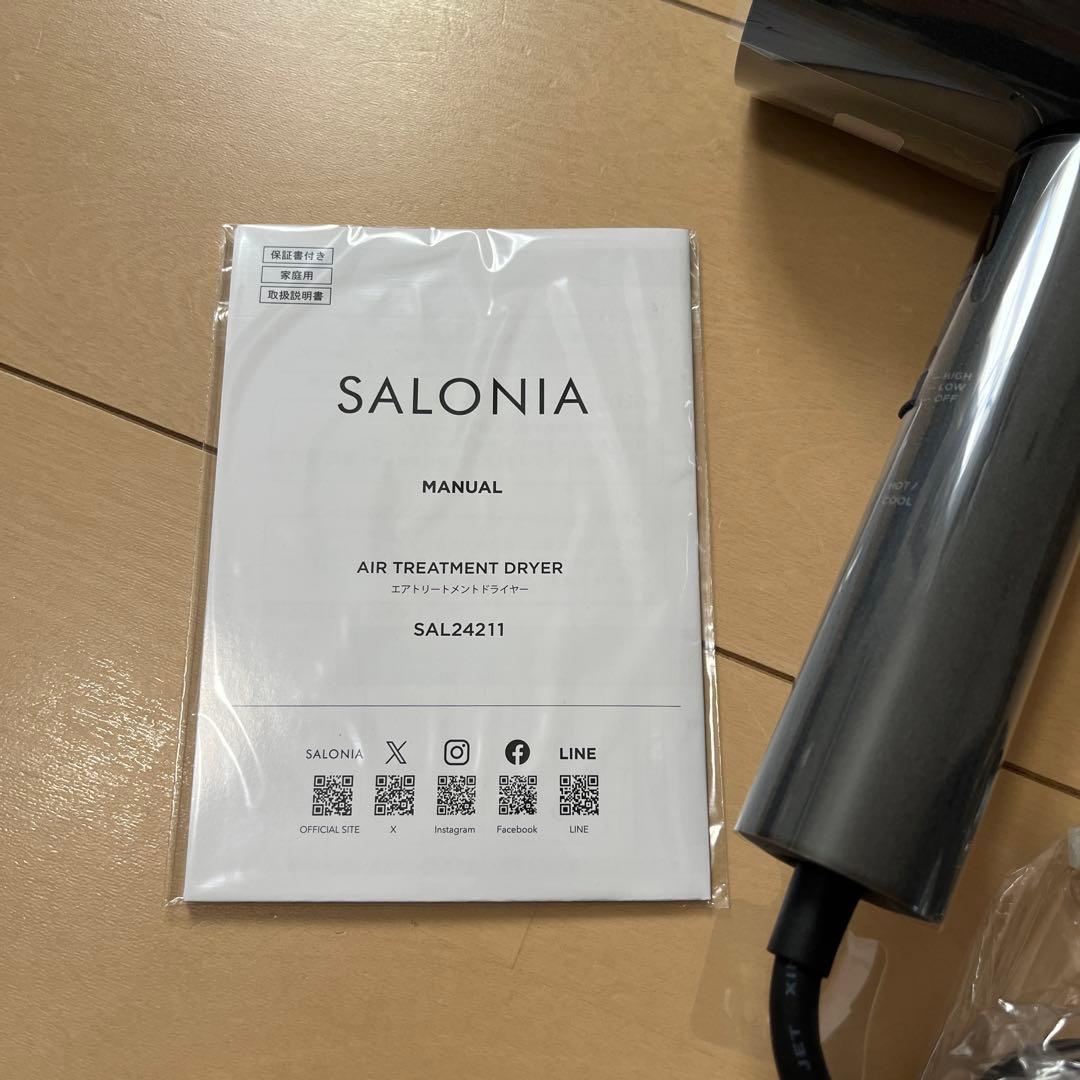 保証書付き
家庭用
取扱説明書
SALONIA
MANUAL
AIR TREATMENT DRYER
エアトリートメントドライヤー
SAL24211
SALONIA
LINE
OFFICIAL SITE
X
Instagram
Facebook
LINE
HIGH
LOW
OFF
HOT/
COOL
JET XIN